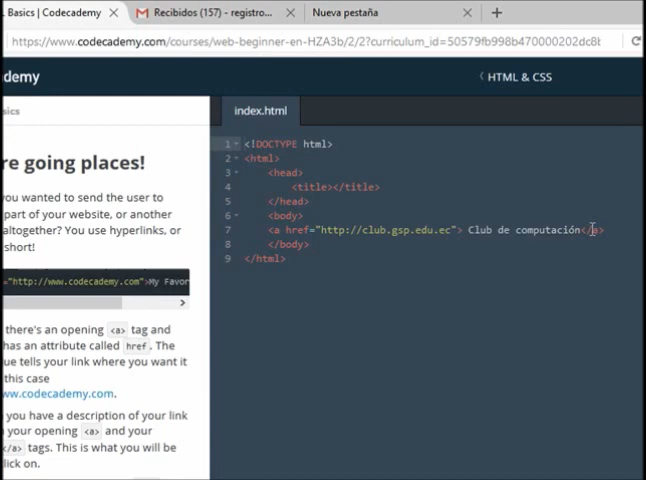 . Basics | Codecademy
Recibidos (157) - registro...
Nueva pestaña
https://www.codecademy.com/courses/web-beginner-en-HZA3b/2/2?curriculum_id=50579fb998b470000202dc8b
demy
HTML & CSS
sics
index.html
re going places!
you wanted to send the user to
part of your website, or another
altogether? You use hyperlinks, or
short!
="http://www.codecademy.com">My Favor
there's an opening <a> tag and
has an attribute called href. The
ue tells your link where you want it
this case
ww.codecademy.com.
you have a description of your link
your opening <a> and your
</a> tags. This is what you will be
lick on.
1 <!DOCTYPE html>
2 <html>
3 <head>
4 <title></title>
5 </head>
6 <body>
7 <a href="http://club.gsp.edu.ec"> Club de computación</a>
8 </body>
9 </html>